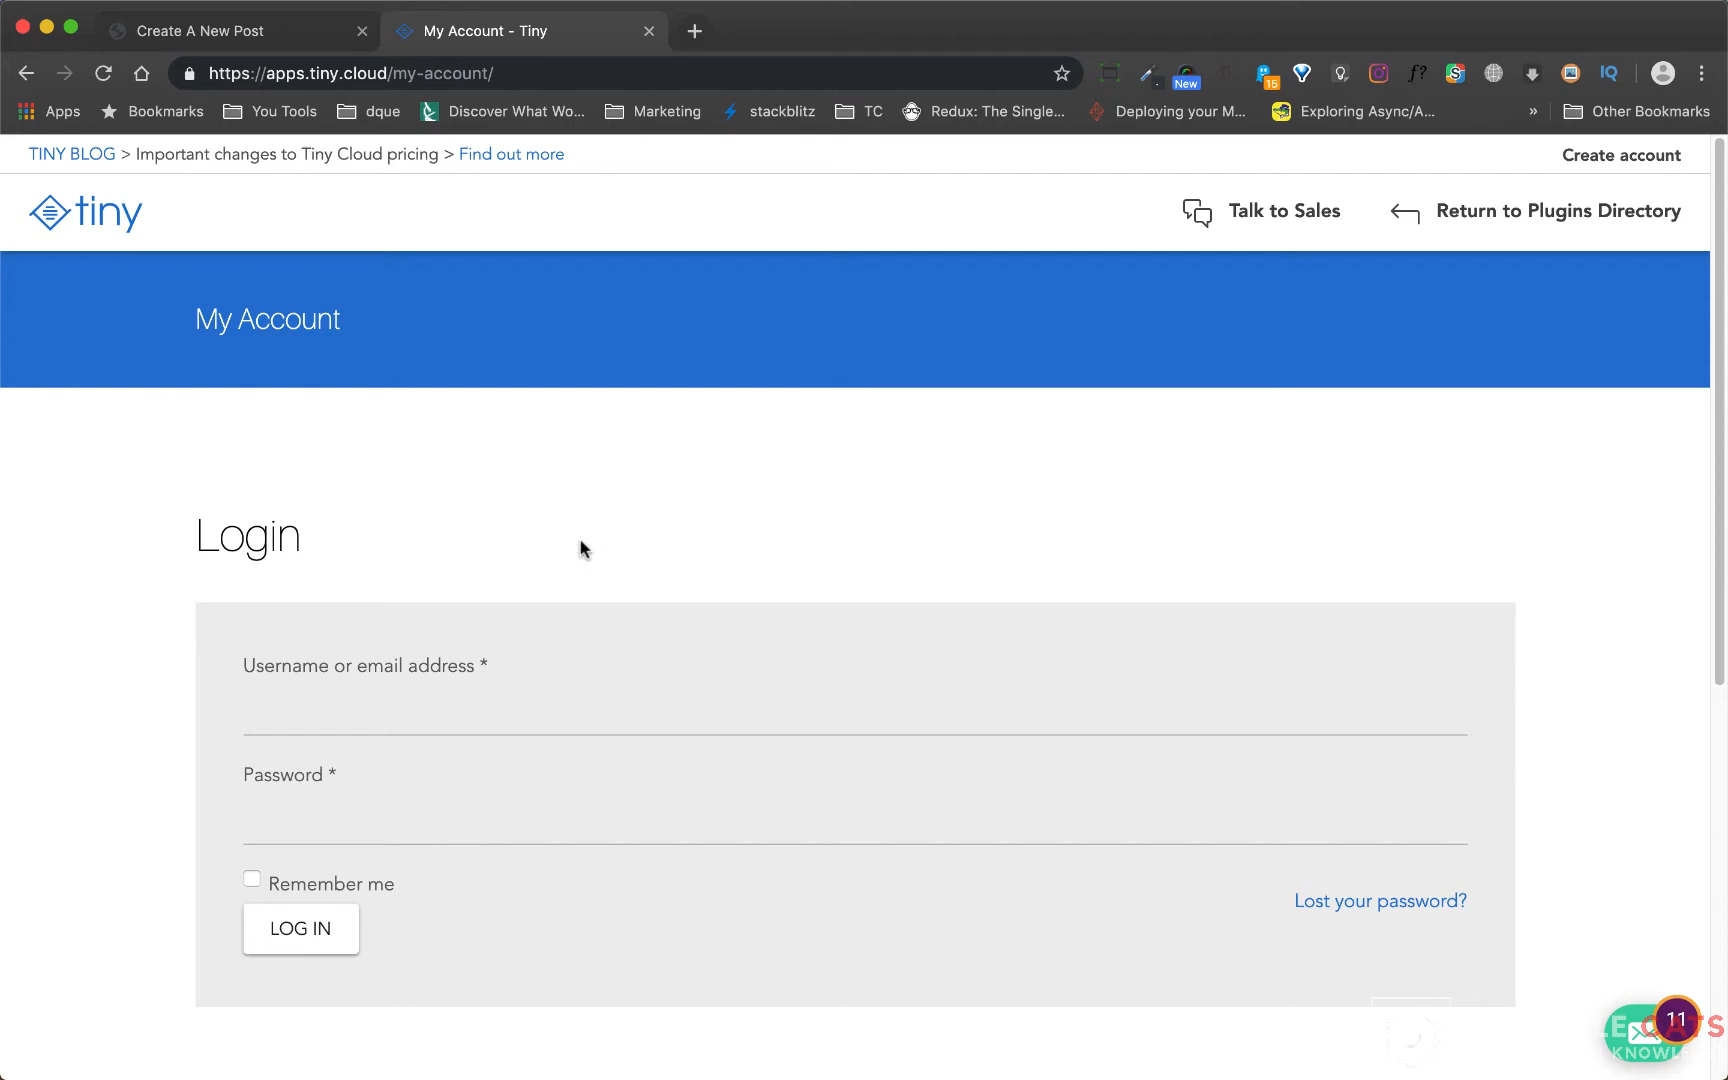 Create A New Post
My Account - Tiny
https://apps.tiny.cloud/my-account/
New
15
f?
S
IQ
Apps
Bookmarks
You Tools
dque
Discover What Wo...
Marketing
stackblitz
TC
Redux: The Single...
Deploying your M...
Exploring Async/A...
»
Other Bookmarks
TINY BLOG > Important changes to Tiny Cloud pricing > Find out more
Create account
tiny
Talk to Sales
Return to Plugins Directory
My Account
Login
Username or email address *
Password *
Remember me
Lost your password?
LOG IN
11